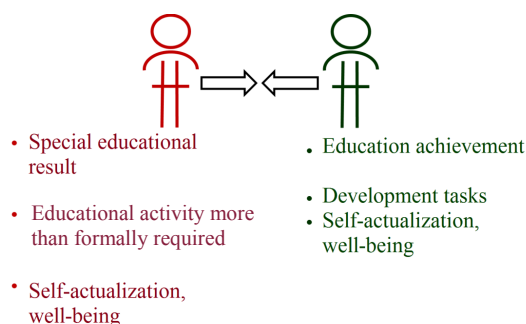 • Special educational
result
• Educational activity more
than formally required
• Self-actualization,
well-being
• Education achievement
• Development tasks
• Self-actualization,
well-being